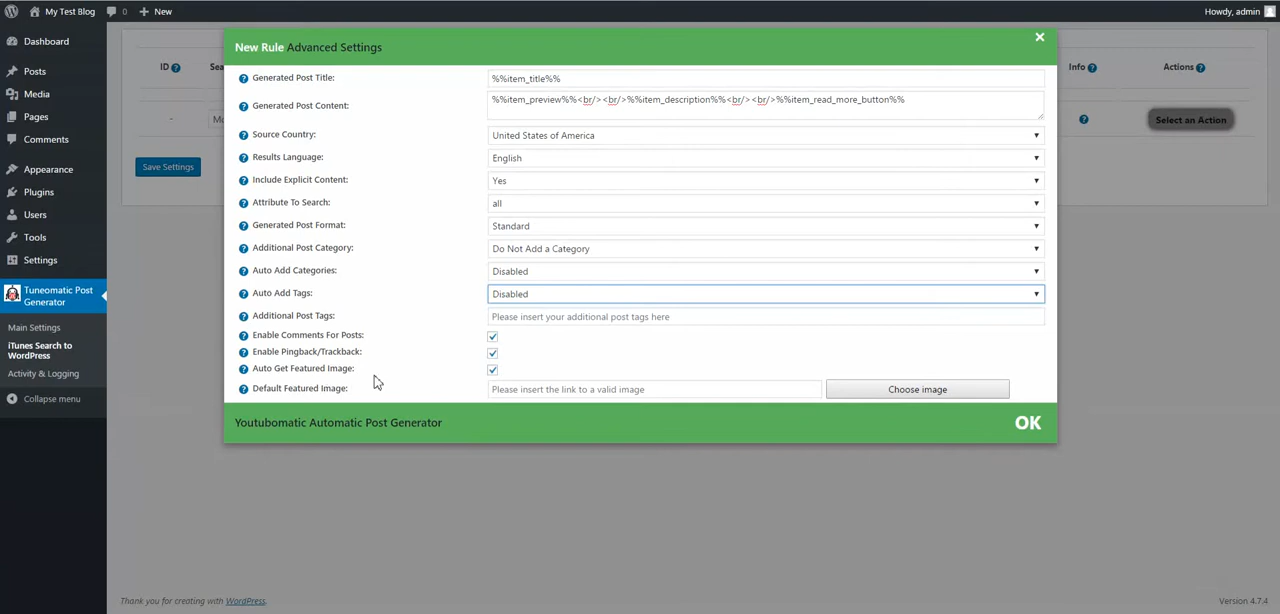 My Test Blog
0
New
Howdy, admin
Dashboard
Posts
Media
Pages
Comments
Appearance
Plugins
Users
Tools
Settings
Tuneomatic Post
Generator
Main Settings
iTunes Search to
WordPress
Activity & Logging
Collapse menu
ID
Info
Actions
-
Select an Action
Save Settings
New Rule Advanced Settings
×
Generated Post Title:
%%item_title%%
Generated Post Content:
%%item_preview%%<br/><br/>%%item_description%%<br/><br/>%%item_read_more_button%%
Source Country:
United States of America
Results Language:
English
Include Explicit Content:
Yes
Attribute To Search:
all
Generated Post Format:
Standard
Additional Post Category:
Do Not Add a Category
Auto Add Categories:
Disabled
Auto Add Tags:
Disabled
Additional Post Tags:
Please insert your additional post tags here
Enable Comments For Posts:
Enable Pingback/Trackback:
Auto Get Featured Image:
Default Featured Image:
Please insert the link to a valid image
Choose image
Youtubomatic Automatic Post Generator
OK
Thank you for creating with WordPress.
Version 4.7.4